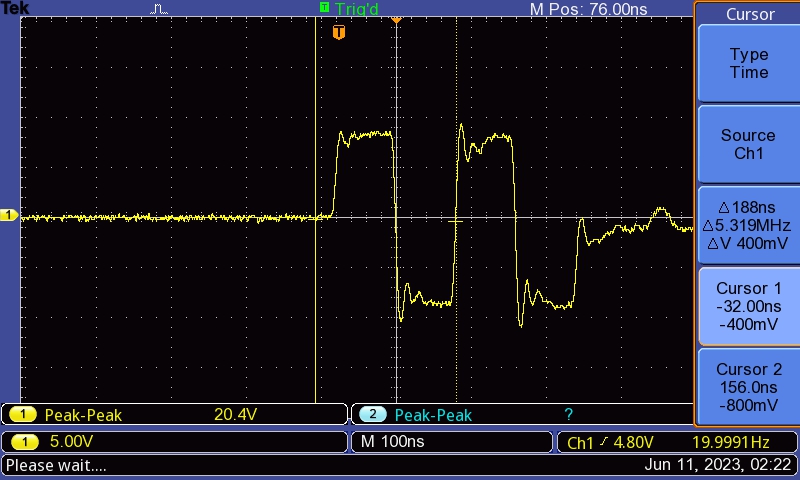 Tek Trig'd M Pos: 76.00ns Cursor
T
Type
Time
Source
Ch1
△188ns
△5.319MHz
△V 400mV
Cursor 1
-32.00ns
-400mV
Cursor 2
156.0ns
-800mV
1
1 Peak-Peak 20.4V 2 Peak-Peak ?
1 5.00V M 100ns Ch1 4.80V 19.9991Hz
Please wait.... Jun 11, 2023, 02:22